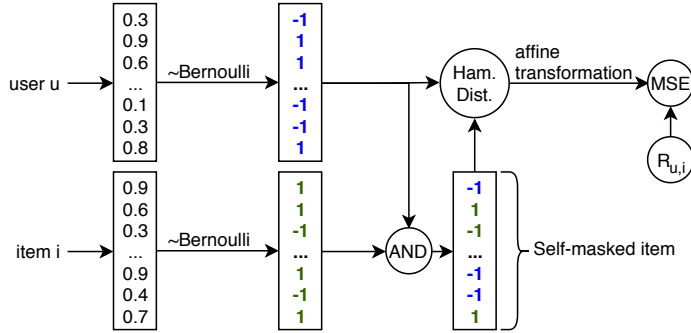 user u
0.3
0.9
0.6
...
0.1
0.3
0.8
~Bernoulli
-1
1
1
...
-1
-1
1
Ham.
Dist.
affine
transformation
MSE
R_{u,i}
item i
0.9
0.6
0.3
...
0.9
0.4
0.7
~Bernoulli
1
1
-1
...
1
-1
1
AND
-1
1
-1
...
-1
-1
1
Self-masked item